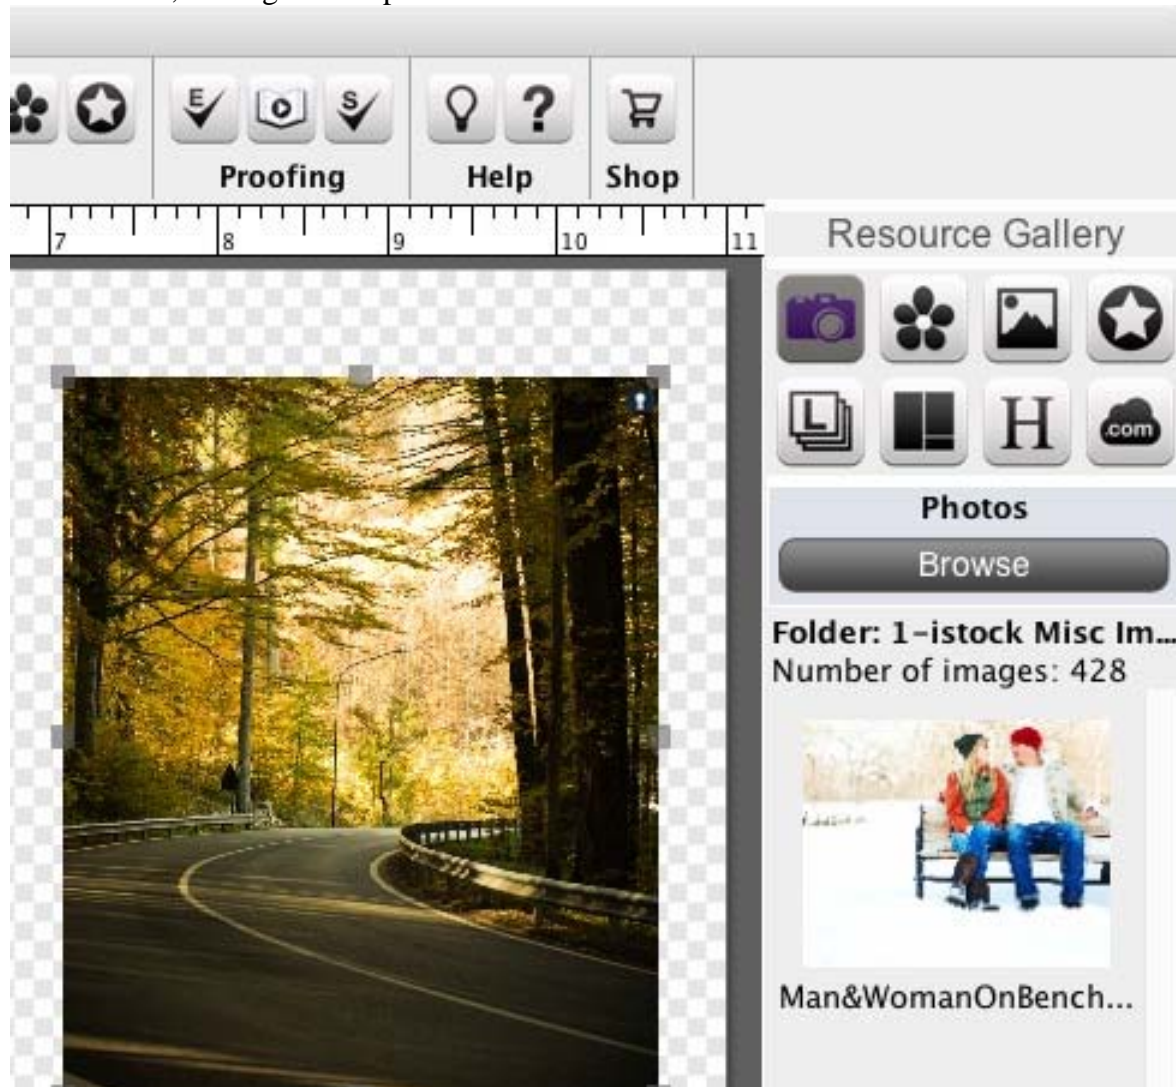 E S
Proofing Help Shop
7 8 9 10 11
Resource Gallery
L H .com
Photos
Browse
Folder: 1-istock Misc Im...
Number of images: 428
Man&WomanOnBench...